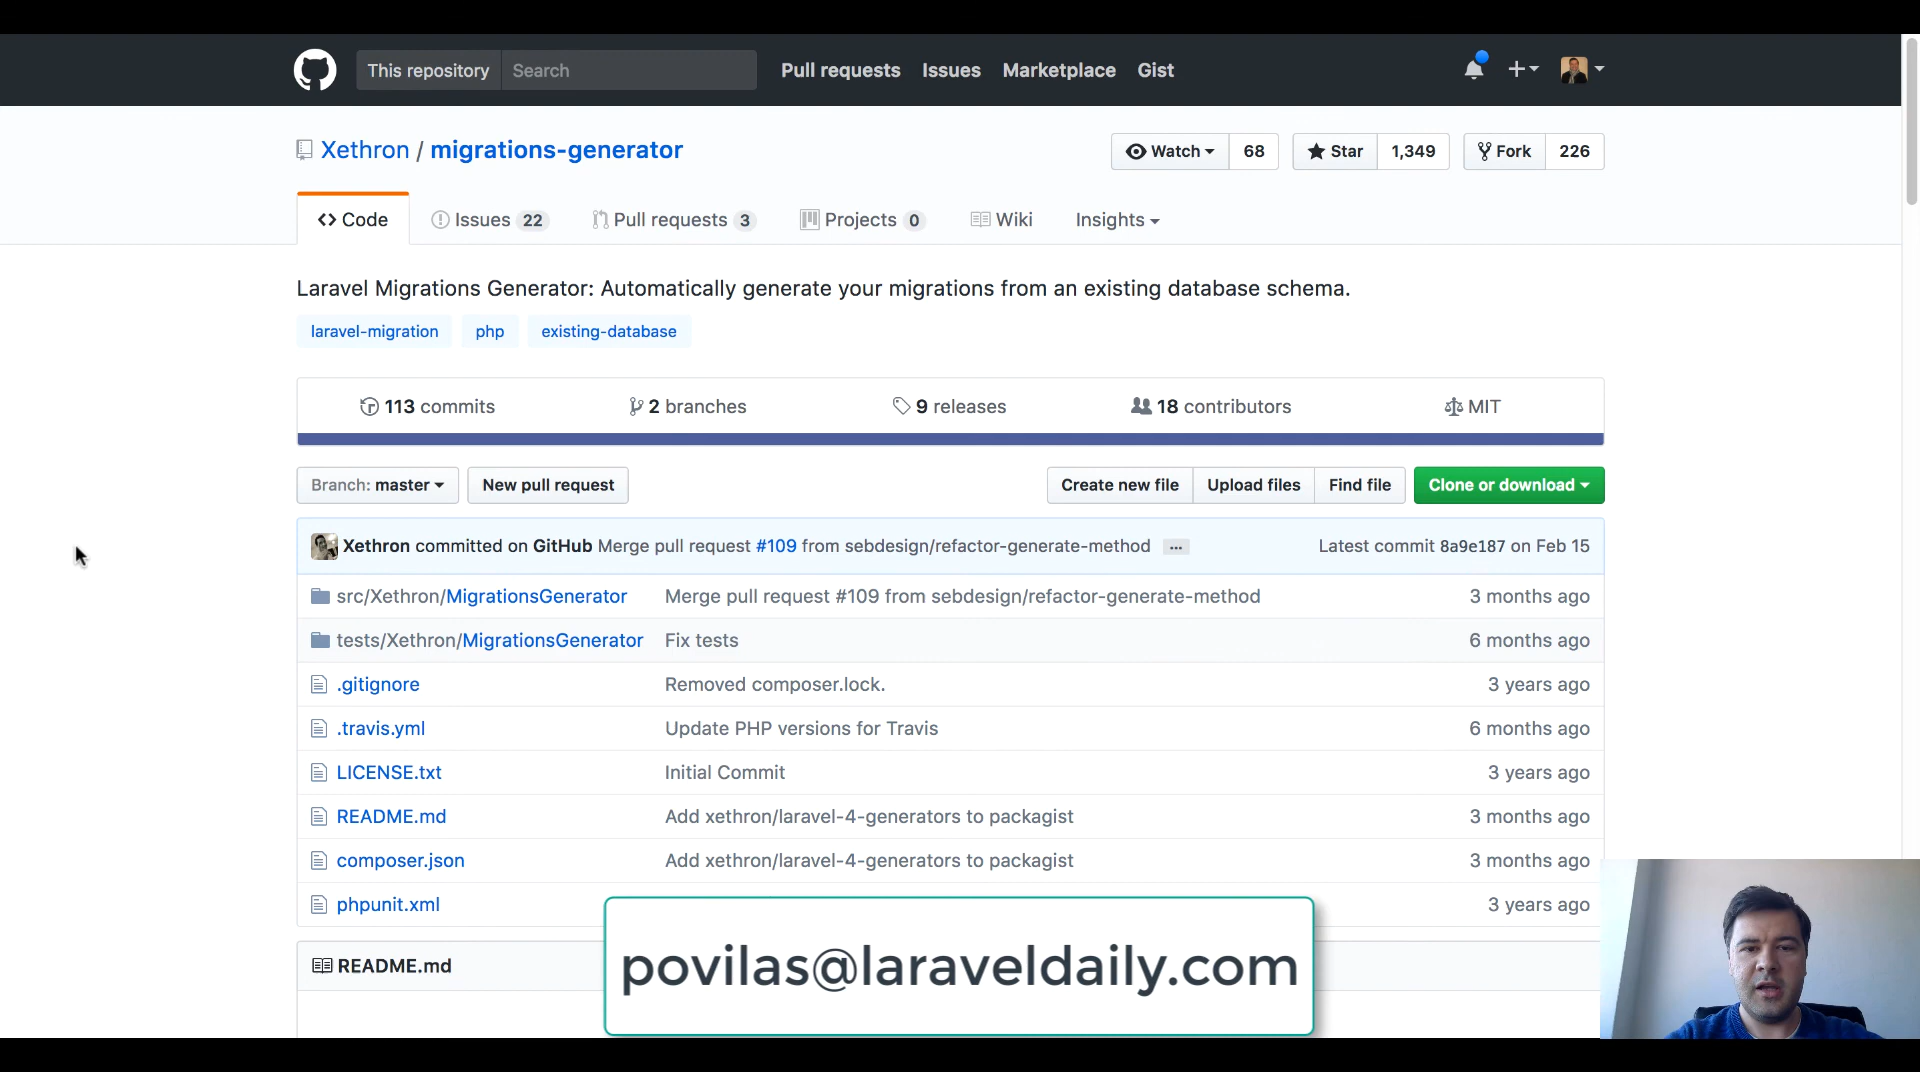 This repository Search Pull requests Issues Marketplace Gist
Xethron / migrations-generator Watch 68 Star 1,349 Fork 226
Code Issues 22 Pull requests 3 Projects 0 Wiki Insights
Laravel Migrations Generator: Automatically generate your migrations from an existing database schema.
laravel-migration php existing-database
113 commits 2 branches 9 releases 18 contributors MIT
Branch: master New pull request Create new file Upload files Find file Clone or download
Xethron committed on GitHub Merge pull request #109 from sebdesign/refactor-generate-method ... Latest commit 8a9e187 on Feb 15
src/Xethron/MigrationsGenerator Merge pull request #109 from sebdesign/refactor-generate-method 3 months ago
tests/Xethron/MigrationsGenerator Fix tests 6 months ago
.gitignore Removed composer.lock. 3 years ago
.travis.yml Update PHP versions for Travis 6 months ago
LICENSE.txt Initial Commit 3 years ago
README.md Add xethron/laravel-4-generators to packagist 3 months ago
composer.json Add xethron/laravel-4-generators to packagist 3 months ago
phpunit.xml 3 years ago
README.md
povilas@laraveldaily.com